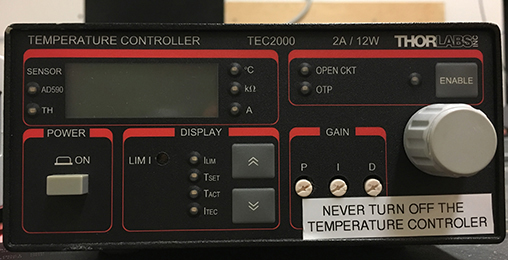 TEMPERATURE CONTROLLER TEC2000 2A / 12W THORLABS INC
SENSOR
AD590
TH
°C
kΩ
A
OPEN CKT
OTP
ENABLE
POWER
ON
DISPLAY
LIM I
ILIM
TSET
TACT
ITEC
GAIN
P I D
NEVER TURN OFF THE
TEMPERATURE CONTROLER